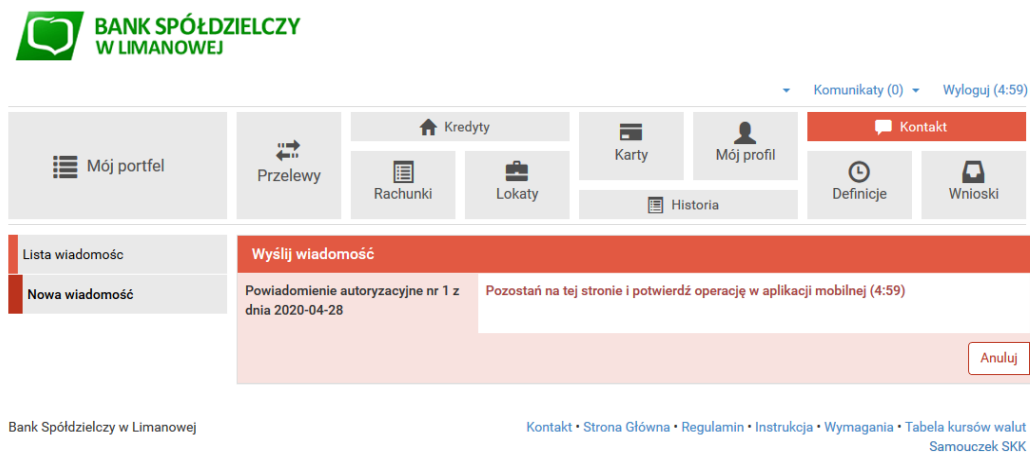 BANK SPÓŁDZIELCZY
W LIMANOWEJ
Komunikaty (0) Wyloguj (4:59)
Mój portfel
Przelewy
Kredyty
Rachunki
Lokaty
Karty
Mój profil
Historia
Kontakt
Definicje
Wnioski
Lista wiadomośc
Nowa wiadomość
Wyślij wiadomość
Powiadomienie autoryzacyjne nr 1 z
dnia 2020-04-28
Pozostań na tej stronie i potwierdź operację w aplikacji mobilnej (4:59)
Anuluj
Bank Spółdzielczy w Limanowej
Kontakt • Strona Główna • Regulamin • Instrukcja • Wymagania • Tabela kursów walut
Samouczek SKK